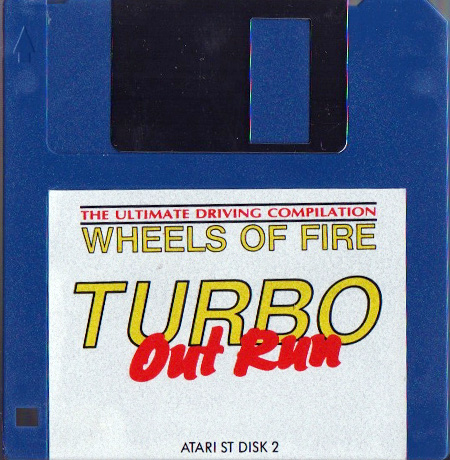 THE ULTIMATE DRIVING COMPILATION
WHEELS OF FIRE
TURBO
Out Run
ATARI ST DISK 2